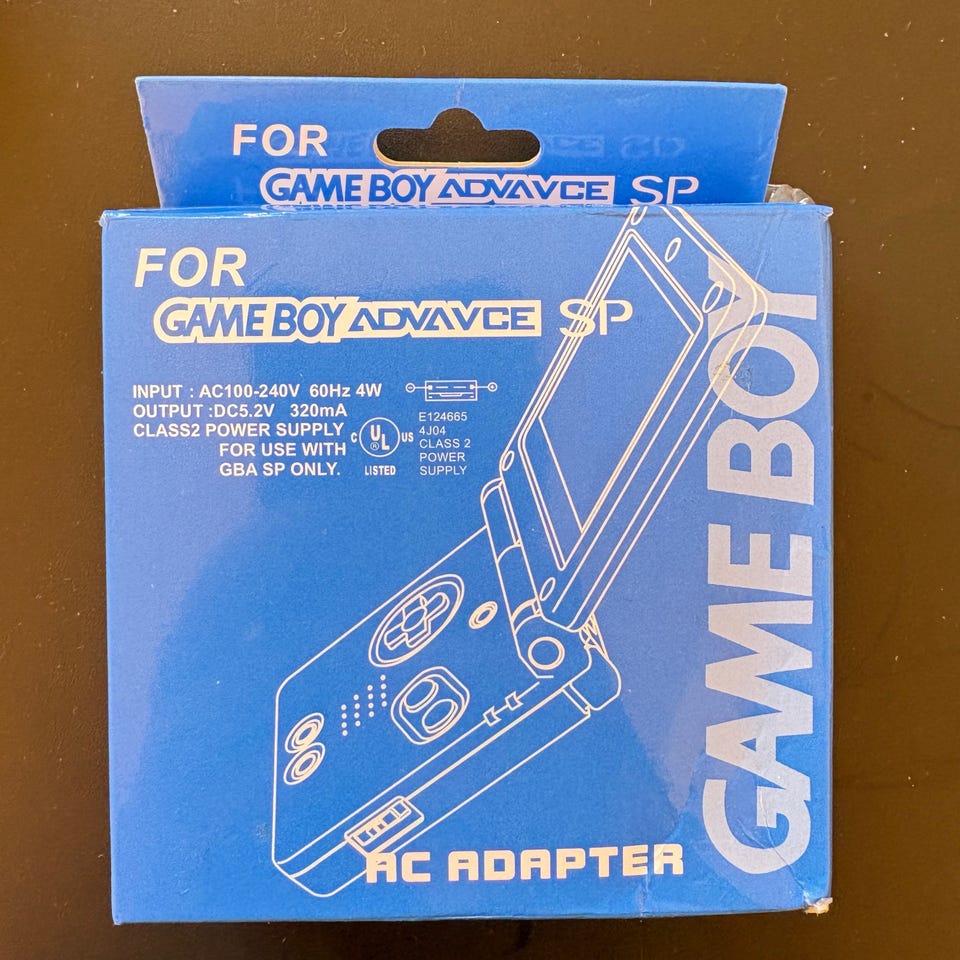 FOR
GAME BOY ADVAVCE SP
FOR
GAME BOY ADVAVCE SP
INPUT : AC100-240V 60Hz 4W
OUTPUT :DC5.2V 320mA
CLASS2 POWER SUPPLY
FOR USE WITH
GBA SP ONLY.
C UL ® US
LISTED
E124665
4J04
CLASS 2
POWER
SUPPLY
GAME BOY
AC ADAPTER